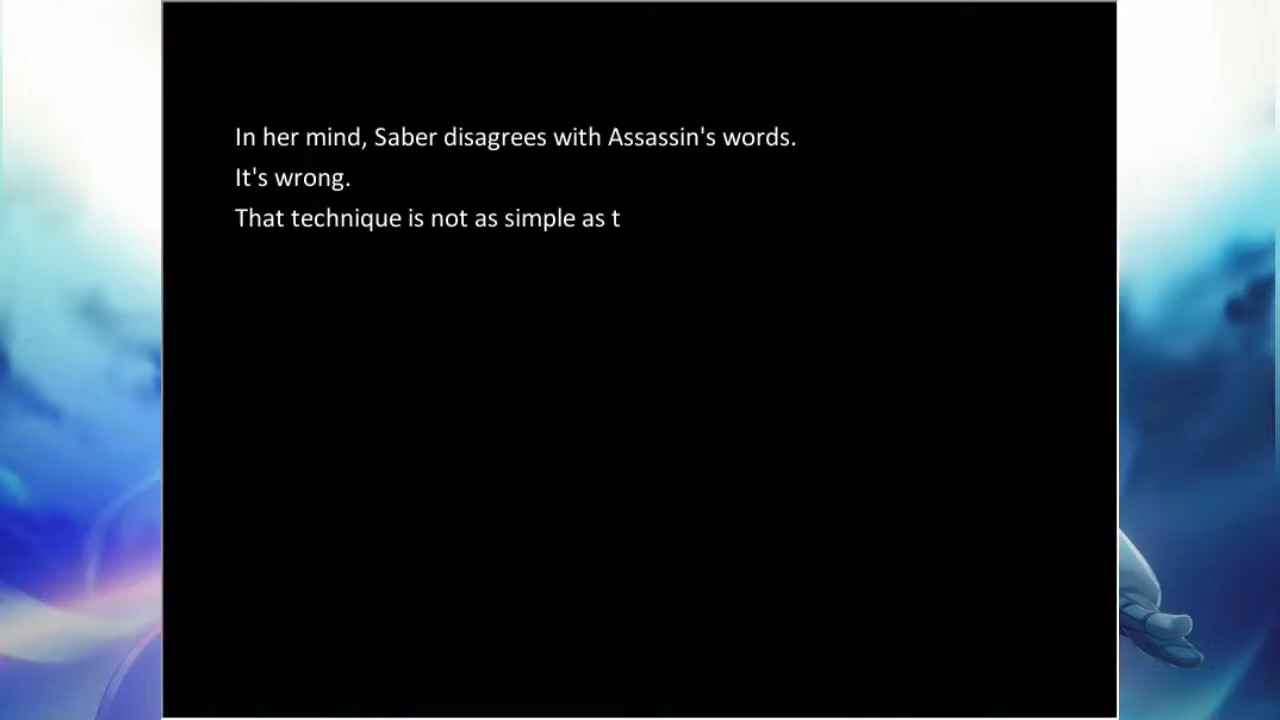 In her mind, Saber disagrees with Assassin's words.
It's wrong.
That technique is not as simple as t